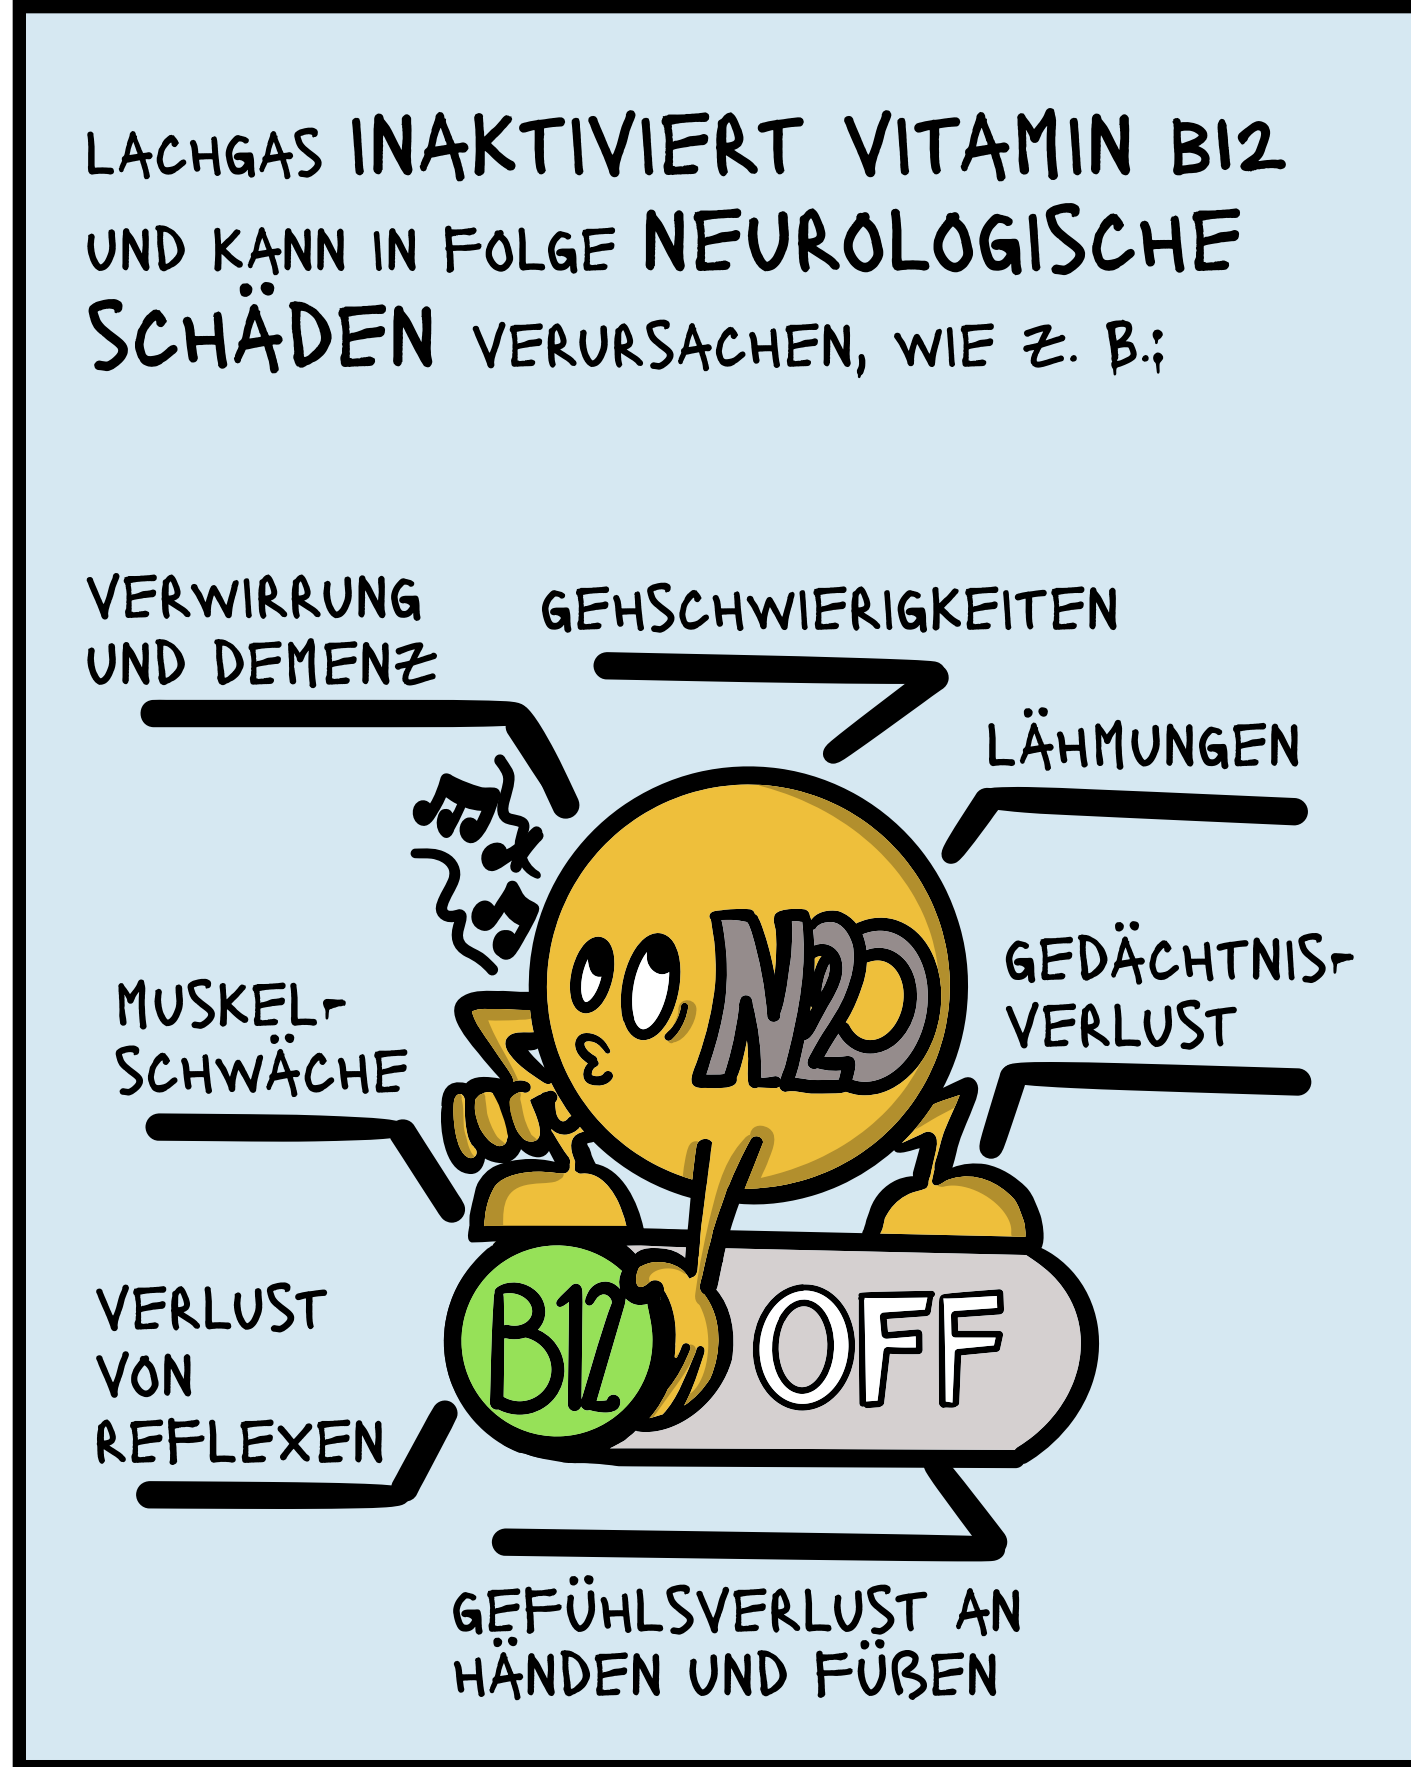 LACHGAS INAKTIVIERT VITAMIN B12
UND KANN IN FOLGE NEUROLOGISCHE
SCHÄDEN VERURSACHEN, WIE Z. B.:
VERWIRRUNG
UND DEMENZ
GEHSCHWIERIGKEITEN
LÄHMUNGEN
GEDÄCHTNIS-
VERLUST
MUSKEL-
SCHWÄCHE
N2O
VERLUST
VON
REFLEXEN
B12 OFF
GEFÜHLSVERLUST AN
HÄNDEN UND FÜßEN